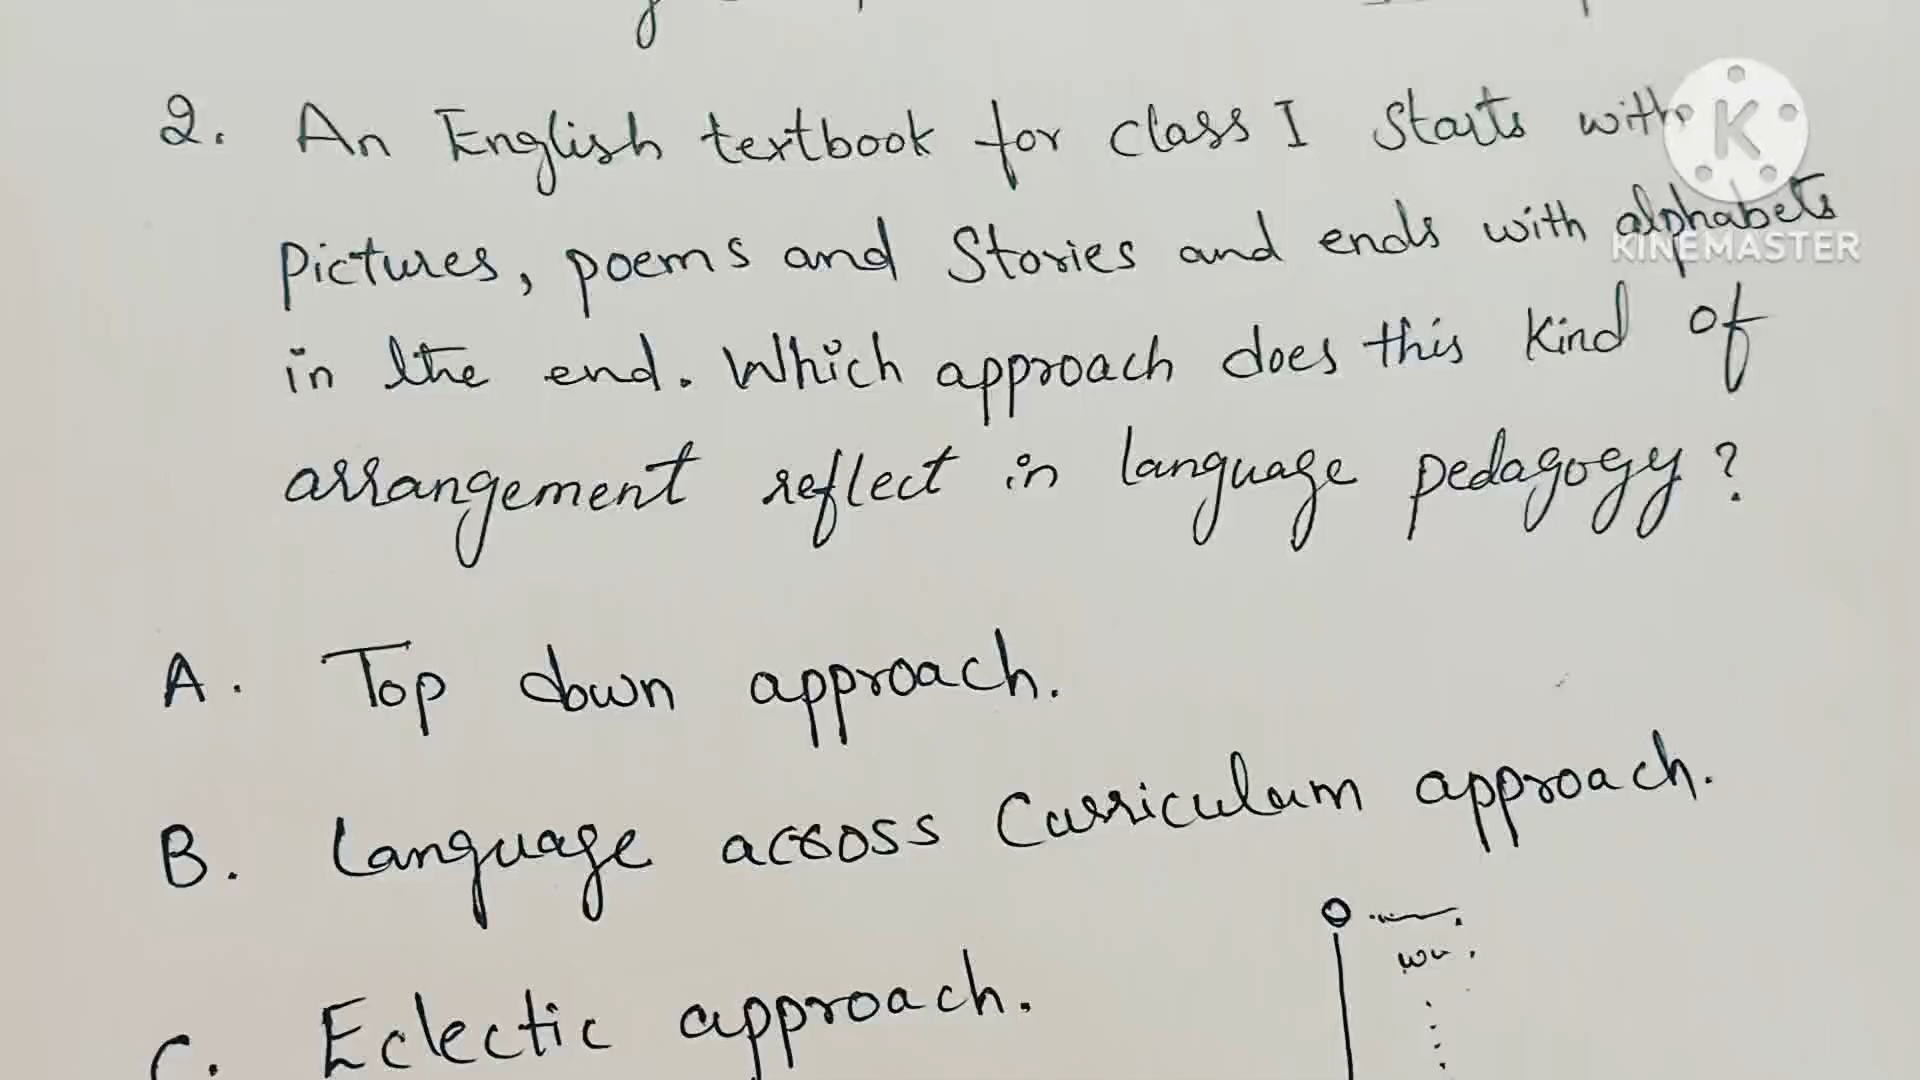 2. An English textbook for class I starts with
pictures, poems and stories and ends with alphabets
in the end. Which approach does this kind of
arrangement reflect in language pedagogy?
A. Top down approach.
B. Language across Curriculum approach.
C. Eclectic approach.
K
KINEMASTER